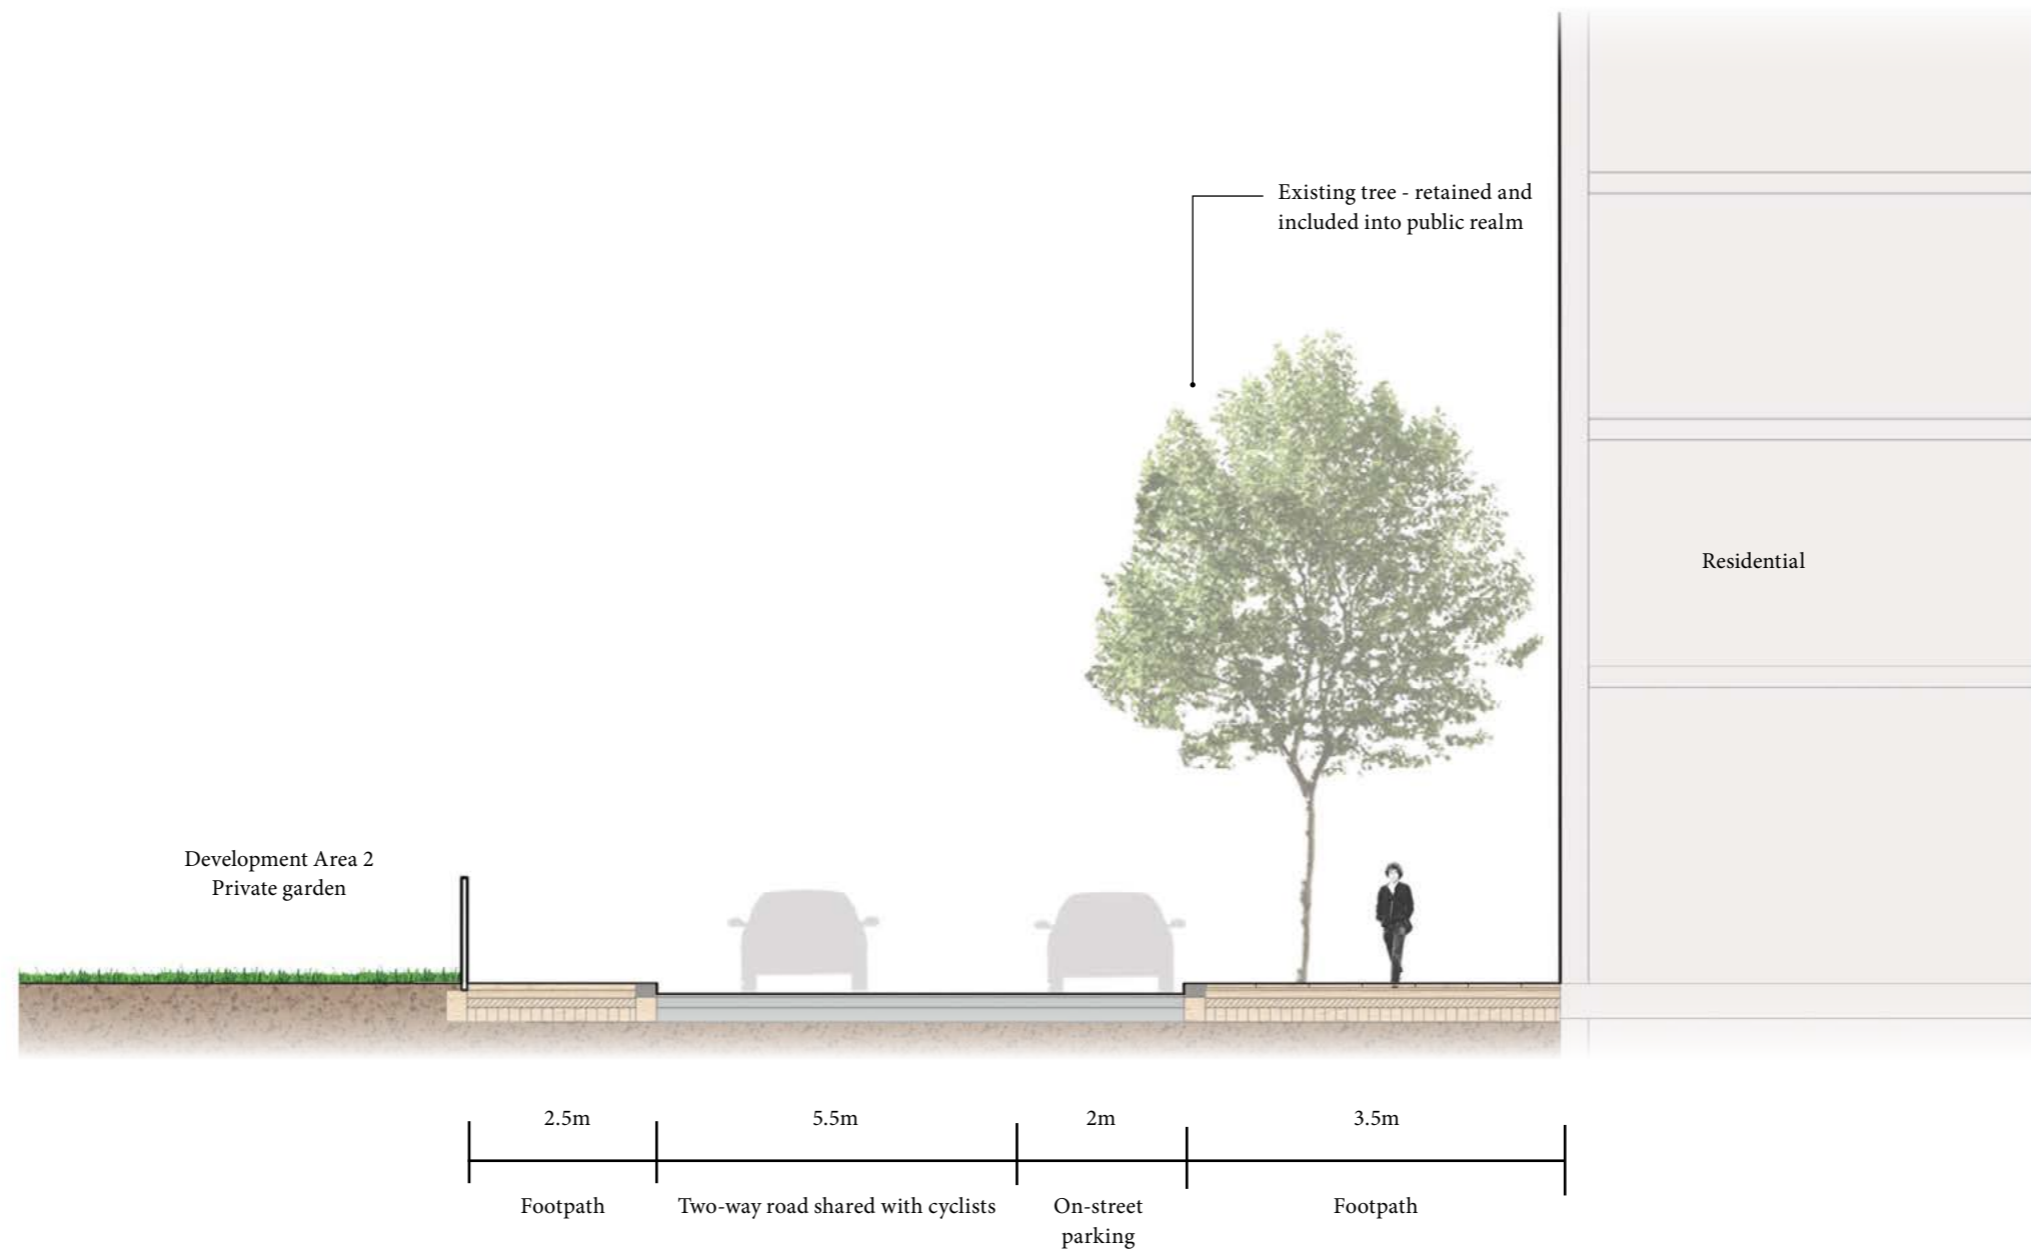 Existing tree - retained and
included into public realm
Residential
Development Area 2
Private garden
2.5m
5.5m
2m
3.5m
Footpath
Two-way road shared with cyclists
On-street
parking
Footpath